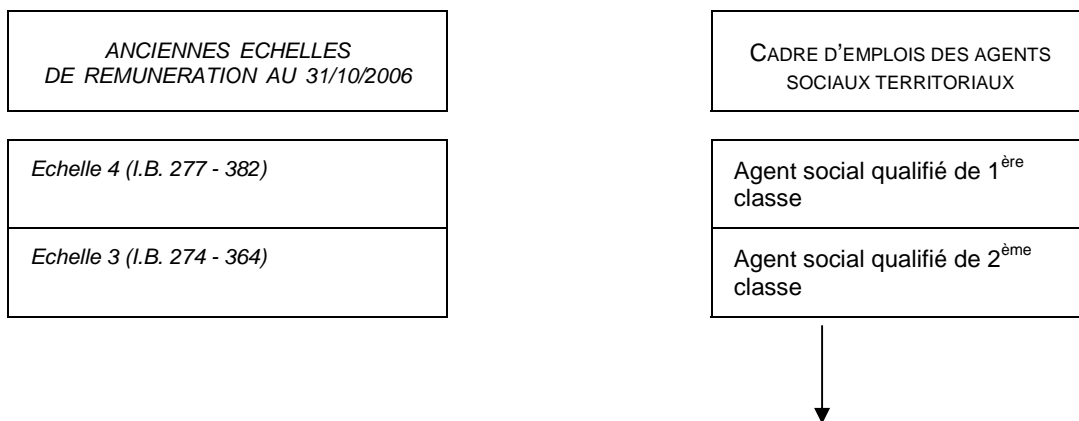 ANCIENNES ECHELLES
DE REMUNERATION AU 31/10/2006
CADRE D'EMPLOIS DES AGENTS
SOCIAUX TERRITORIAUX
Echelle 4 (I.B. 277 - 382)
Agent social qualifié de 1ère
classe
Echelle 3 (I.B. 274 - 364)
Agent social qualifié de 2ème
classe